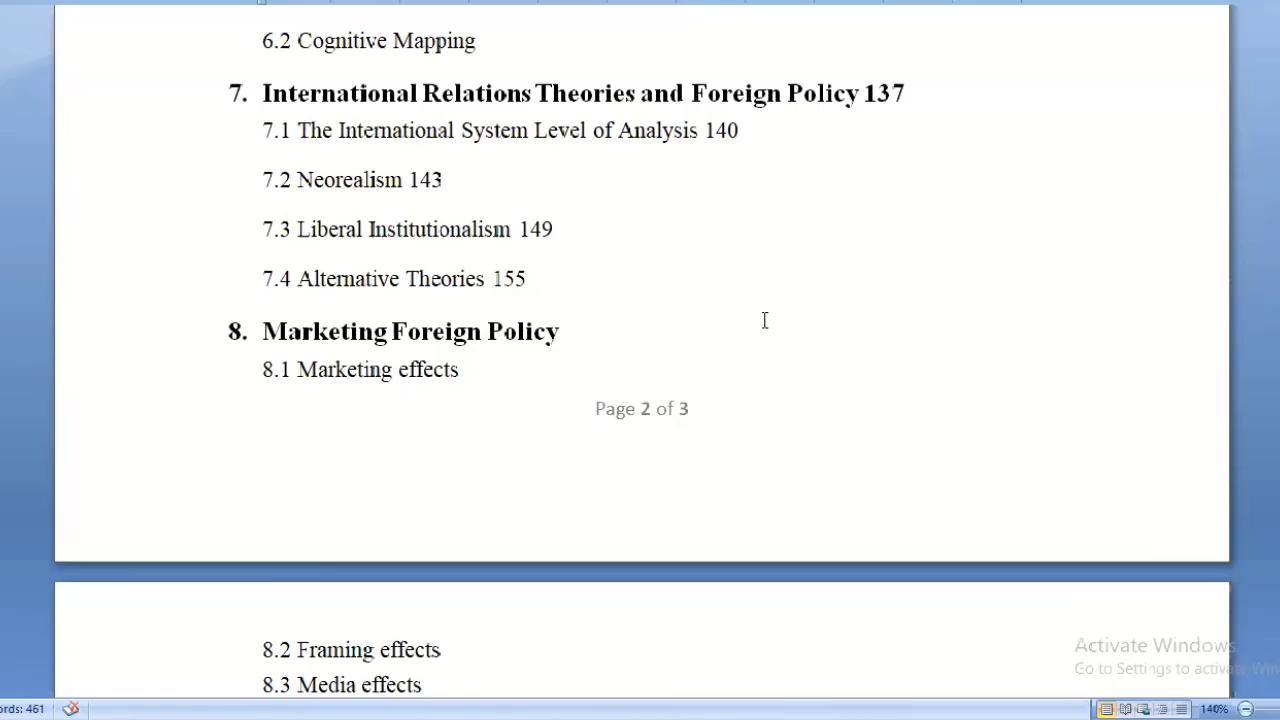 6.2 Cognitive Mapping
7. International Relations Theories and Foreign Policy 137
7.1 The International System Level of Analysis 140
7.2 Neorealism 143
7.3 Liberal Institutionalism 149
7.4 Alternative Theories 155
8. Marketing Foreign Policy
8.1 Marketing effects
Page 2 of 3
8.2 Framing effects
8.3 Media effects
Activate Windows
Go to Settings to activate
461
140%